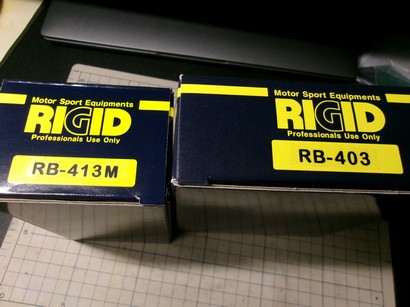 Motor Sport Equipments
RIGID
Professionals Use Only
RB-413M
Motor Sport Equipments
RIGID
Professionals Use Only
RB-403